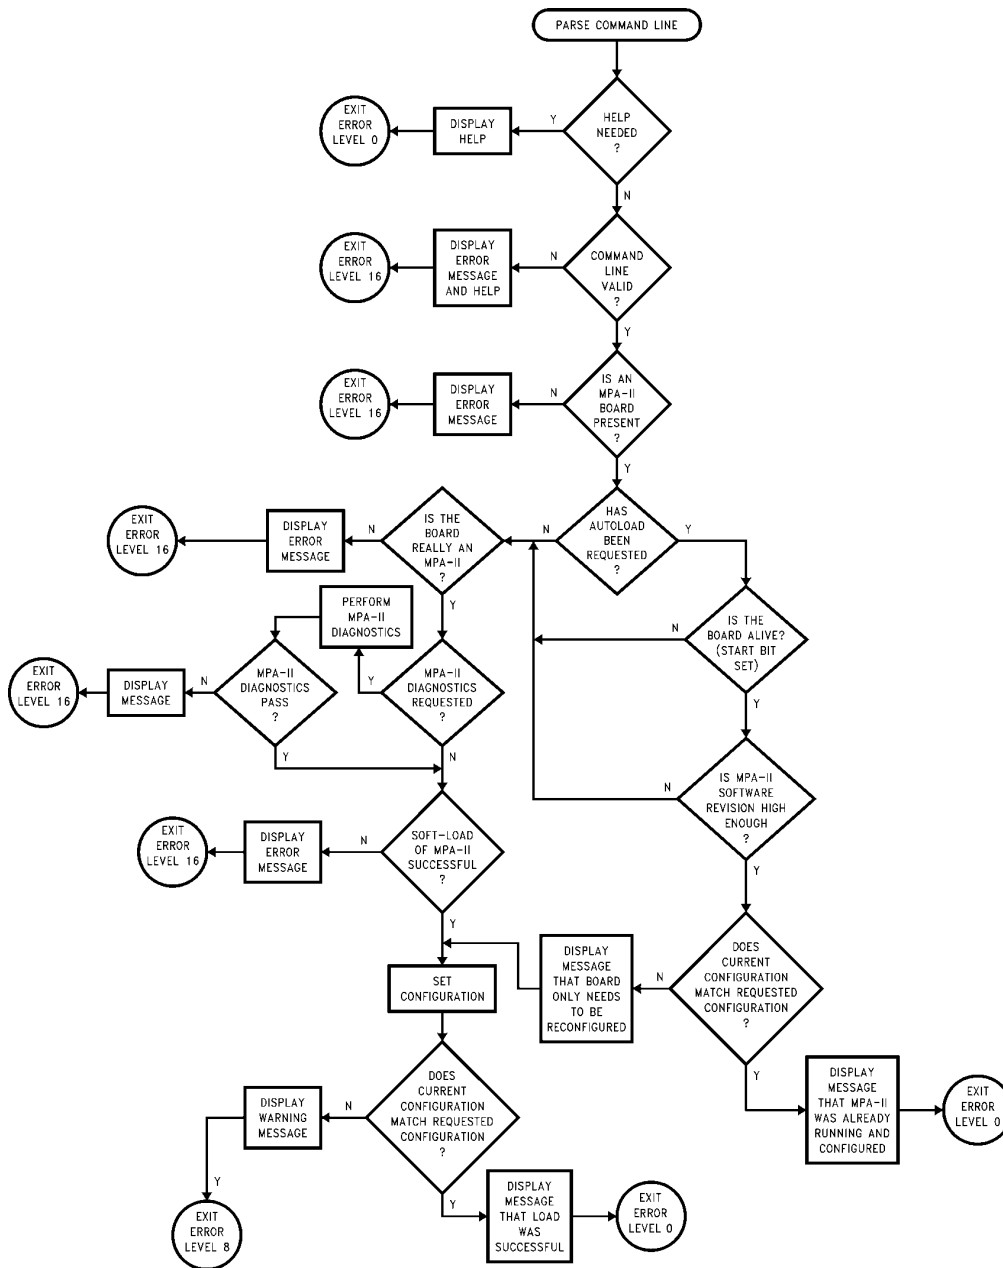 PARSE COMMAND LINE
HELP
NEEDED
?
Y
DISPLAY
HELP
EXIT
ERROR
LEVEL 0
N
COMMAND
LINE
VALID
?
N
DISPLAY
ERROR
MESSAGE
AND HELP
EXIT
ERROR
LEVEL 16
Y
IS AN
MPA-II
BOARD
PRESENT
?
N
DISPLAY
ERROR
MESSAGE
EXIT
ERROR
LEVEL 16
Y
HAS
AUTOLOAD
BEEN
REQUESTED
?
N
Y
IS THE
BOARD
REALLY AN
MPA-II
?
N
DISPLAY
ERROR
MESSAGE
EXIT
ERROR
LEVEL 16
Y
IS THE
BOARD ALIVE?
(START BIT
SET)
N
Y
PERFORM
MPA-II
DIAGNOSTICS
MPA-II
DIAGNOSTICS
REQUESTED
?
Y
N
MPA-II
DIAGNOSTICS
PASS
?
N
Y
DISPLAY
MESSAGE
EXIT
ERROR
LEVEL 16
IS MPA-II
SOFTWARE
REVISION HIGH
ENOUGH
?
N
Y
SOFT-LOAD
OF MPA-II
SUCCESSFUL
?
N
DISPLAY
ERROR
MESSAGE
EXIT
ERROR
LEVEL 16
Y
DOES
CURRENT
CONFIGURATION
MATCH REQUESTED
CONFIGURATION
?
N
DISPLAY
MESSAGE
THAT BOARD
ONLY NEEDS
TO BE
RECONFIGURED
SET
CONFIGURATION
Y
DISPLAY
MESSAGE
THAT MPA-II
WAS ALREADY
RUNNING AND
CONFIGURED
EXIT
ERROR
LEVEL 0
DOES
CURRENT
CONFIGURATION
MATCH REQUESTED
CONFIGURATION
?
N
DISPLAY
WARNING
MESSAGE
Y
EXIT
ERROR
LEVEL 8
Y
DISPLAY
MESSAGE
THAT LOAD
WAS
SUCCESSFUL
EXIT
ERROR
LEVEL 0